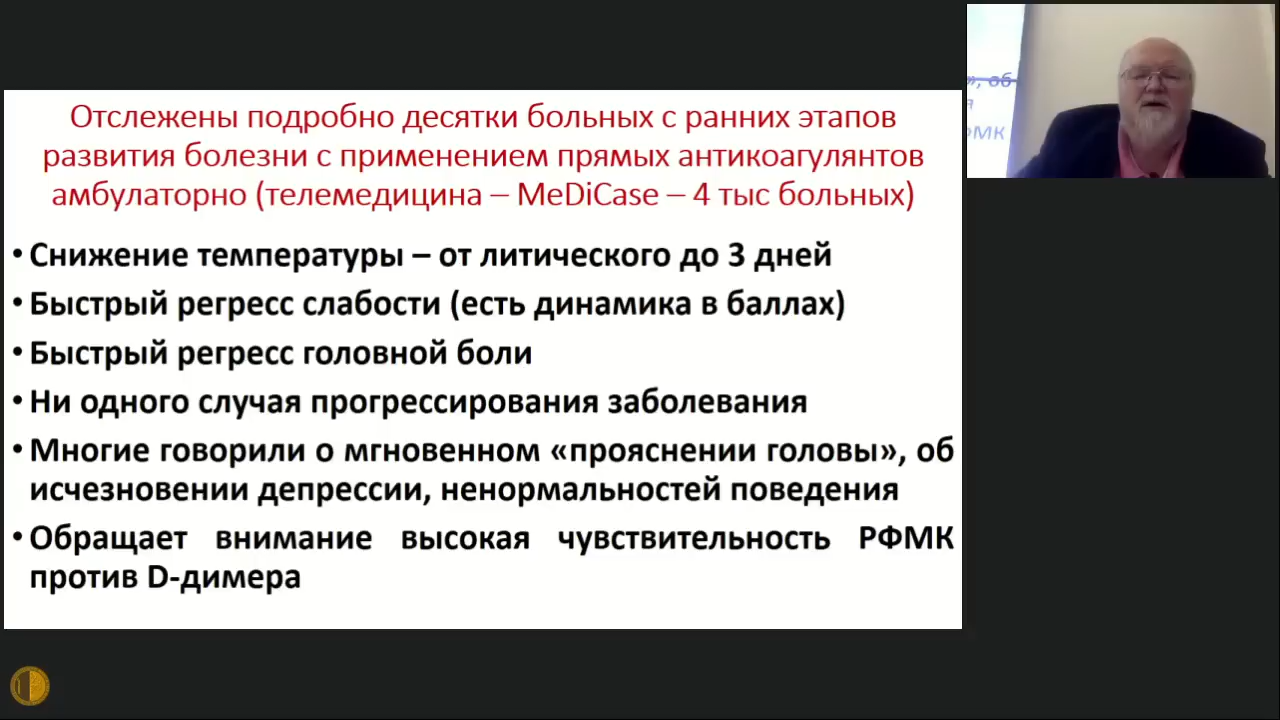 Отслежены подробно десятки больных с ранних этапов
развития болезни с применением прямых антикоагулянтов
амбулаторно (телемедицина – MeDiCase – 4 тыс больных)
• Снижение температуры – от литического до 3 дней
• Быстрый регресс слабости (есть динамика в баллах)
• Быстрый регресс головной боли
• Ни одного случая прогрессирования заболевания
• Многие говорили о мгновенном «прояснении головы», об
исчезновении депрессии, ненормальностей поведения
• Обращает внимание высокая чувствительность РФМК
против D-димера
», об
я
ФМК